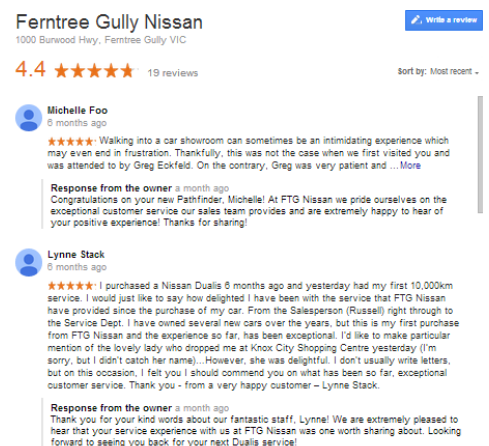 Ferntree Gully Nissan
Write a review
1000 Burwood Hwy, Ferntree Gully VIC
4.4
19 reviews
Sort by: Most recent
Michelle Foo
6 months ago
Walking into a car showroom can sometimes be an intimidating experience which
may even end in frustration. Thankfully, this was not the case when we first visited you and
was attended to by Greg Eckfeld. On the contrary, Greg was very patient and ...More
Response from the owner a month ago
Congratulations on your new Pathfinder, Michelle! At FTG Nissan we pride ourselves on the
exceptional customer service our sales team provides and are extremely happy to hear of
your positive experience! Thanks for sharing!
Lynne Stack
6 months ago
I purchased a Nissan Dualis 6 months ago and yesterday had my first 10,000km
service. I would just like to say how delighted I have been with the service that FTG Nissan
have provided since the purchase of my car. From the Salesperson (Russell) right through to
the Service Dept. I have owned several new cars over the years, but this is my first purchase
from FTG Nissan and the experience so far, has been exceptional. I'd like to make particular
mention of the lovely lady who dropped me at Knox City Shopping Centre yesterday (I'm
sorry, but I didn't catch her name)...However, she was delightful. I don't usually write letters,
but on this occasion, I felt you I should commend you on what has been so far, exceptional
customer service. Thank you - from a very happy customer – Lynne Stack.
Response from the owner a month ago
Thank you for your kind words about our fantastic staff, Lynne! We are extremely pleased to
hear that your service experience with us at FTG Nissan was one worth sharing about. Looking
forward to seeing you back for your next Dualis service!